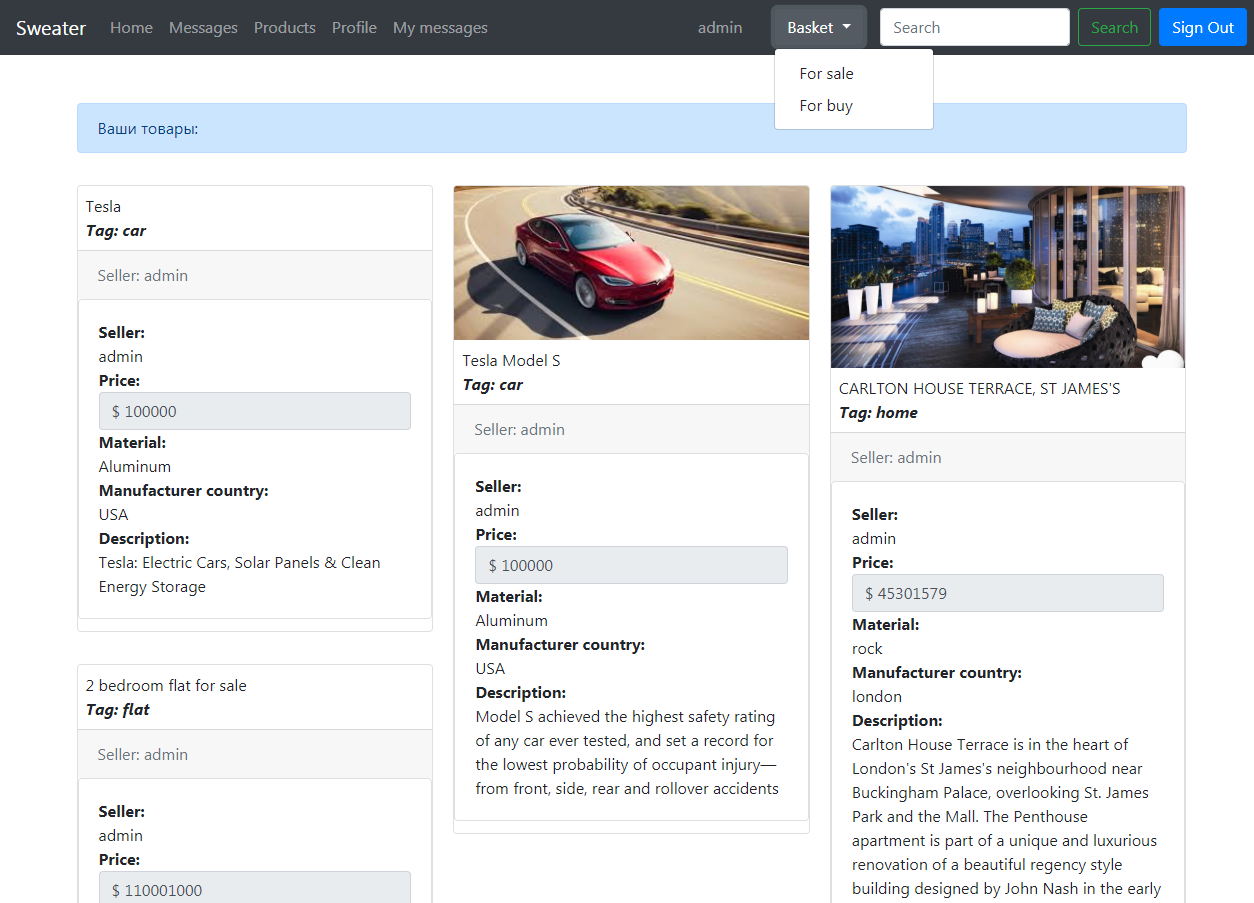 Sweater Home Messages Products Profile My messages admin Basket Search Search Sign Out
For sale
For buy
Ваши товары:
Tesla
Tag: car
Seller: admin
Seller:
admin
Price:
$ 100000
Material:
Aluminum
Manufacturer country:
USA
Description:
Tesla: Electric Cars, Solar Panels & Clean
Energy Storage
2 bedroom flat for sale
Tag: flat
Seller: admin
Seller:
admin
Price:
$ 110001000
Tesla Model S
Tag: car
Seller: admin
Seller:
admin
Price:
$ 100000
Material:
Aluminum
Manufacturer country:
USA
Description:
Model S achieved the highest safety rating
of any car ever tested, and set a record for
the lowest probability of occupant injury—
from front, side, rear and rollover accidents
CARLTON HOUSE TERRACE, ST JAMES'S
Tag: home
Seller: admin
Seller:
admin
Price:
$ 45301579
Material:
rock
Manufacturer country:
london
Description:
Carlton House Terrace is in the heart of
London's St James's neighbourhood near
Buckingham Palace, overlooking St. James
Park and the Mall. The Penthouse
apartment is part of a unique and luxurious
renovation of a beautiful regency style
building designed by John Nash in the early